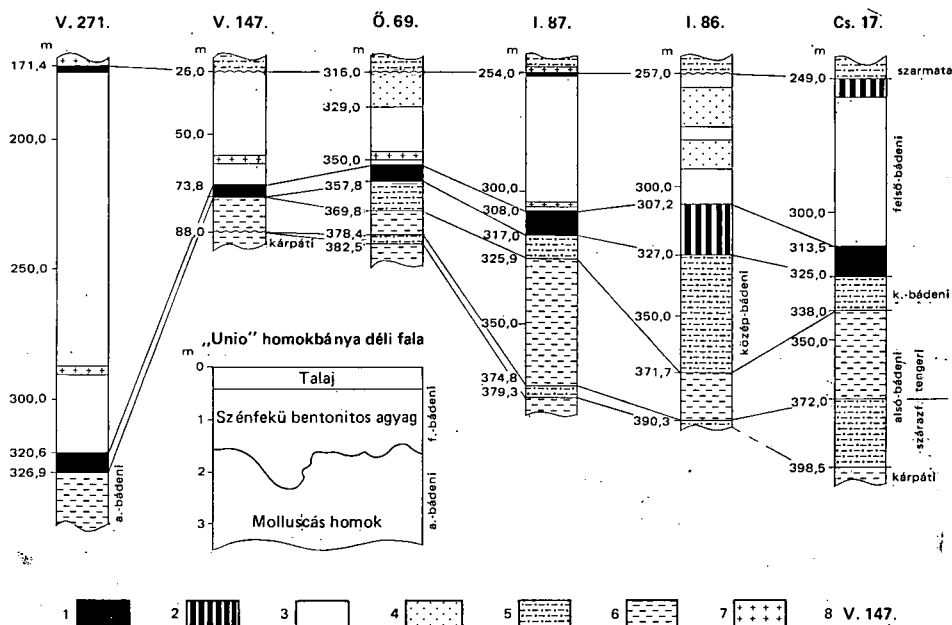 V. 271.
V. 147.
Ő. 69.
I. 87.
I. 86.
Cs. 17.
m
171,4
200,0
250,0
300,0
320,6
326,9
a.-bádeni
m
26,0
50,0
73,8
88,0
kárpáti
m
316,0
329,0
350,0
357,8
369,8
378,4
382,5
m
254,0
300,0
308,0
317,0
325,9
350,0
374,8
379,3
m
257,0
300,0
307,2
327,0
350,0
371,7
390,3
közép-bádeni
m
249,0
300,0
313,5
325,0
338,0
350,0
372,0
398,5
szarmata
felső-bádeni
k.-bádeni
alsó-bádeni
tengeri
szárazf.
kárpáti
„Unio” homokbánya déli fala
m
0
1
2
3
Talaj
Szénfekü bentonitos agyag
Molluscás homok
f.-bádeni
a.-bádeni
1 2 3 4 5 6 7 8 V. 147.